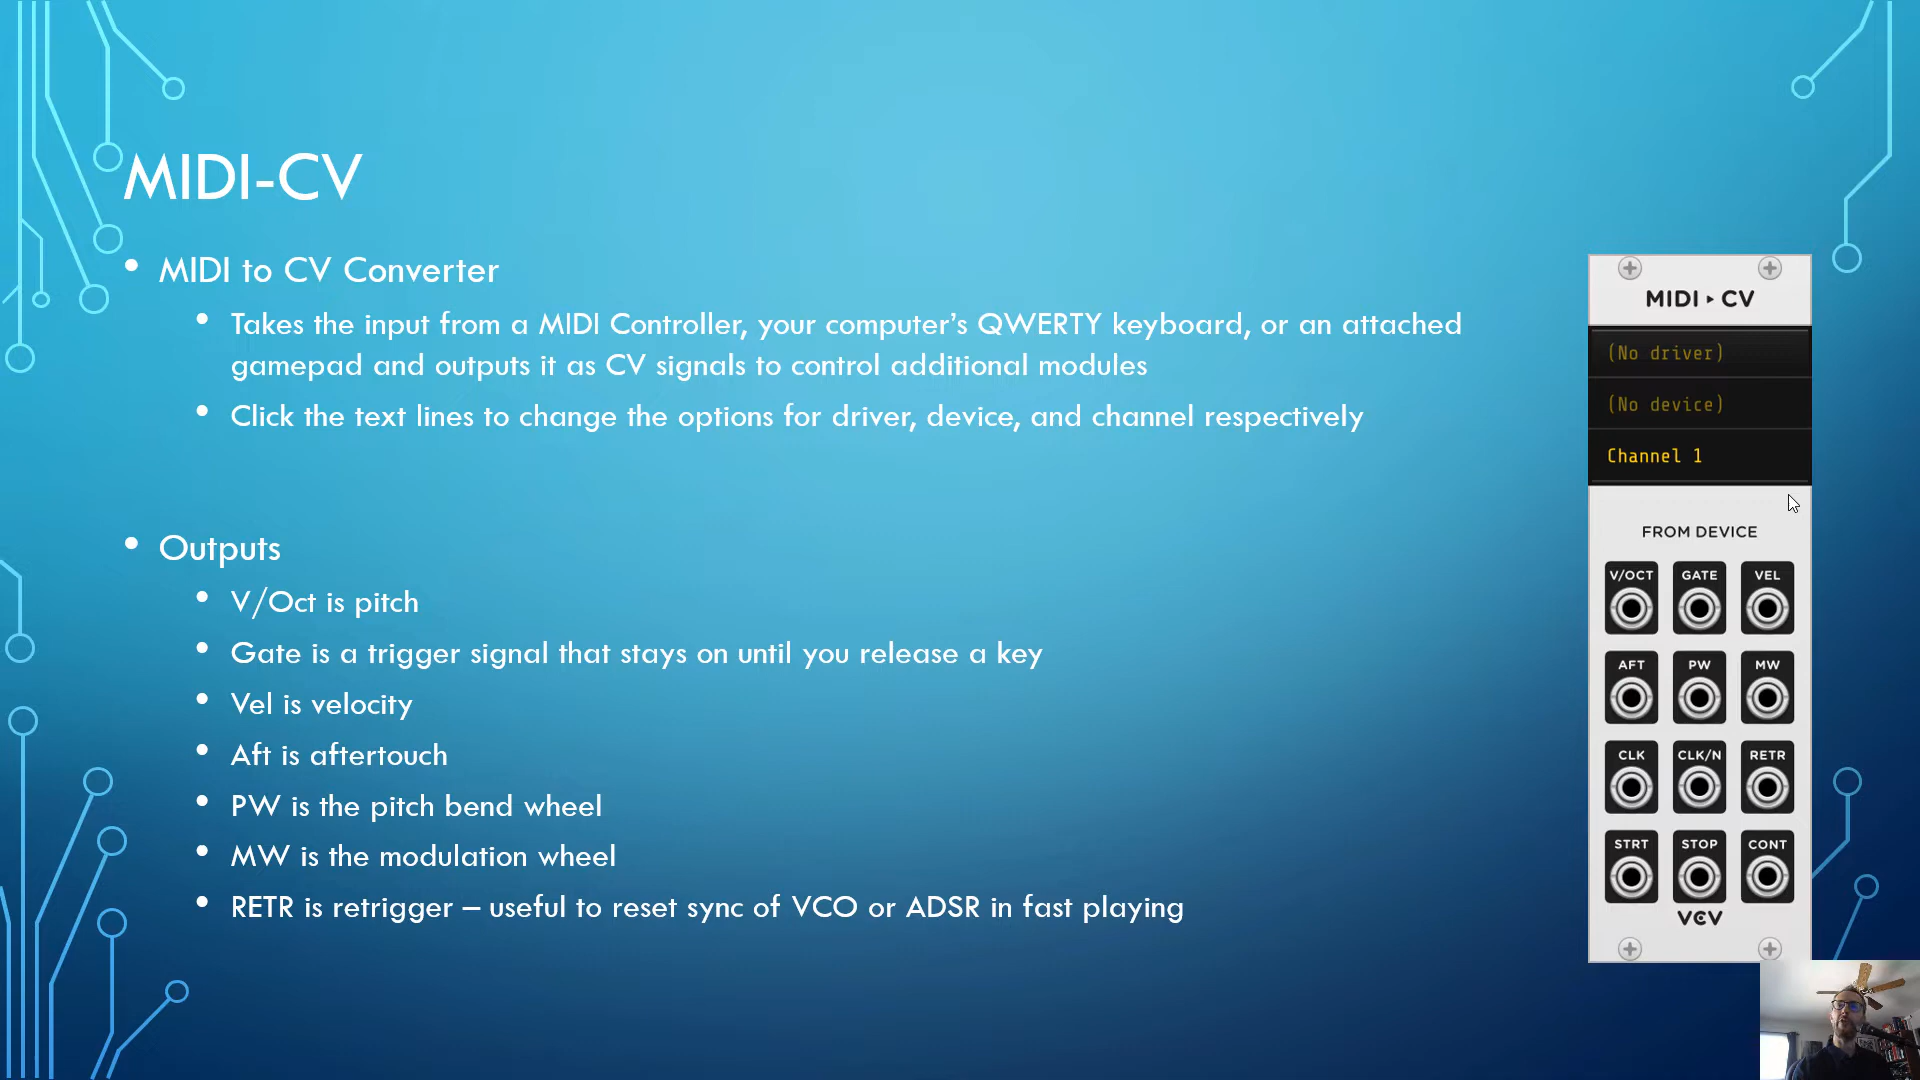 MIDI-CV
• MIDI to CV Converter
• Takes the input from a MIDI Controller, your computer's QWERTY keyboard, or an attached
gamepad and outputs it as CV signals to control additional modules
• Click the text lines to change the options for driver, device, and channel respectively
• Outputs
• V/Oct is pitch
• Gate is a trigger signal that stays on until you release a key
• Vel is velocity
• Aft is aftertouch
• PW is the pitch bend wheel
• MW is the modulation wheel
• RETR is retrigger – useful to reset sync of VCO or ADSR in fast playing
MIDI ▸ CV
(No driver)
(No device)
Channel 1
FROM DEVICE
V/OCT GATE VEL
AFT PW MW
CLK CLK/N RETR
STRT STOP CONT
VCV